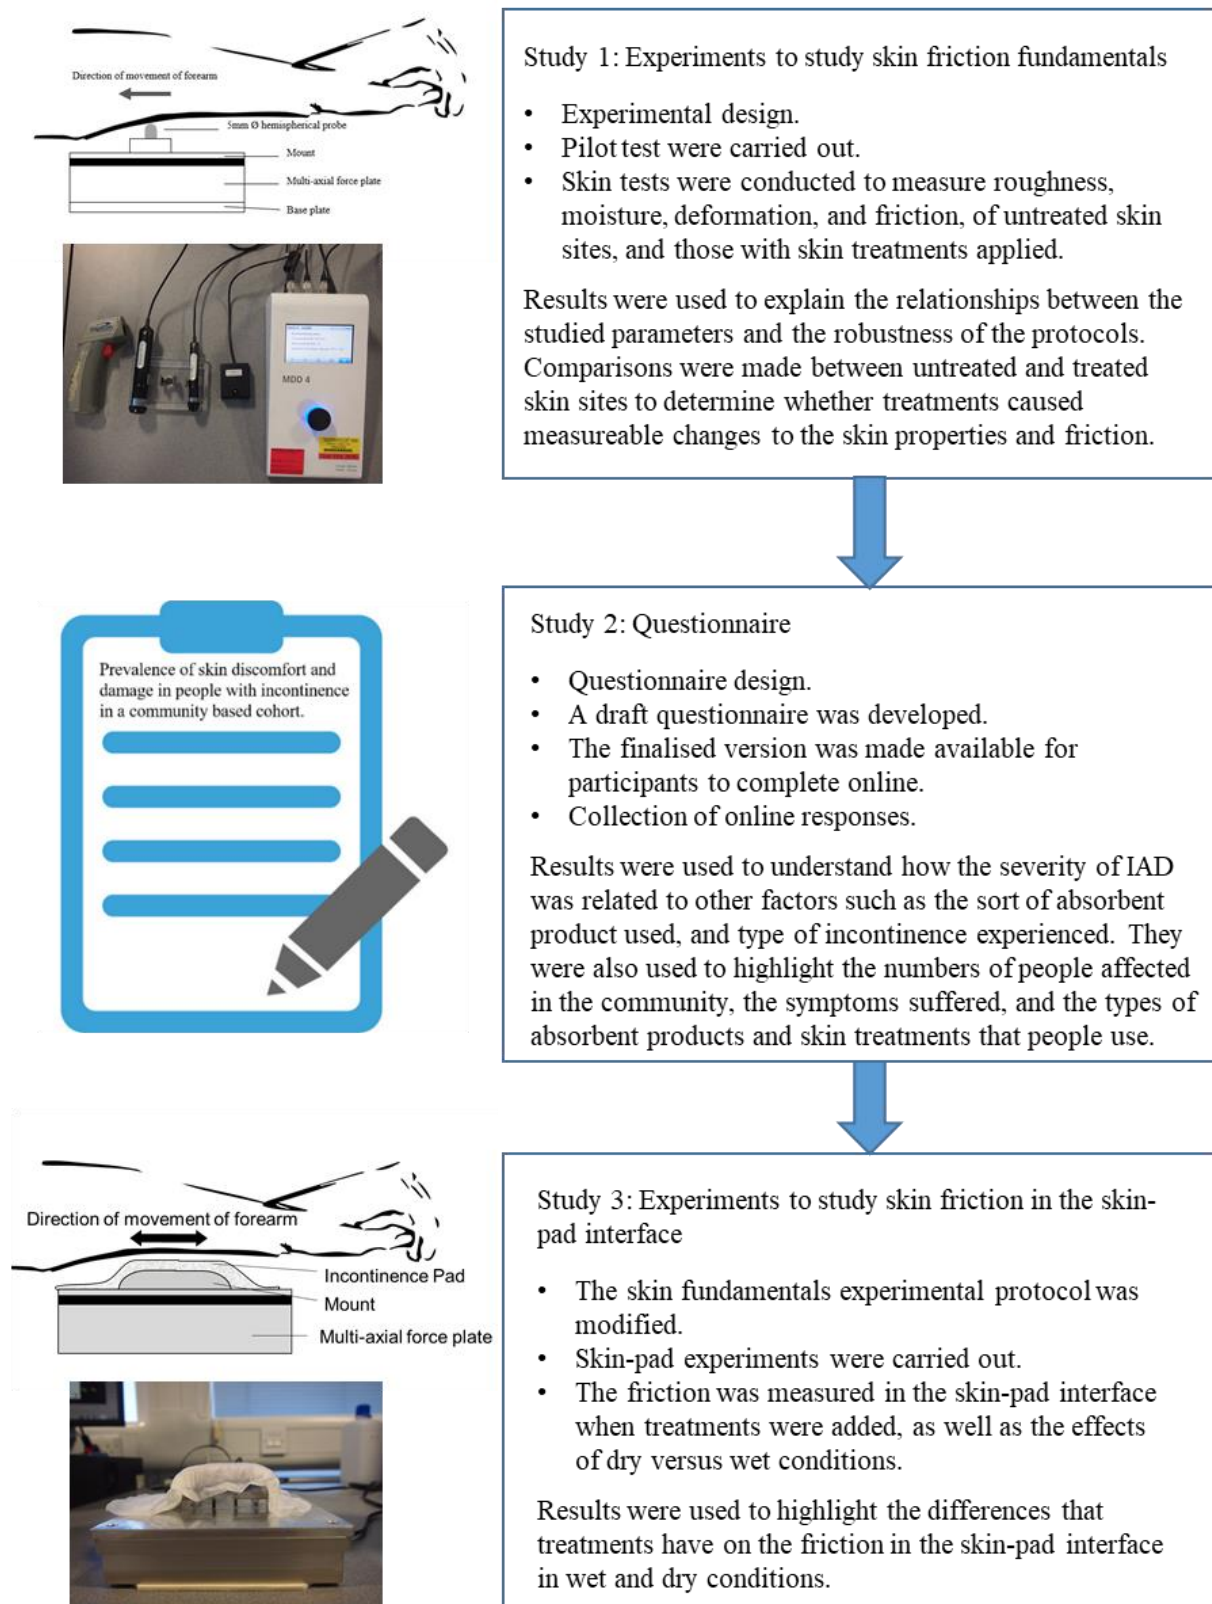 Direction of movement of forearm
5mm Ø hemispherical probe
Mount
Multi-axial force plate
Base plate
MDD 4
Study 1: Experiments to study skin friction fundamentals
• Experimental design.
• Pilot test were carried out.
• Skin tests were conducted to measure roughness,
moisture, deformation, and friction, of untreated skin
sites, and those with skin treatments applied.
Results were used to explain the relationships between the
studied parameters and the robustness of the protocols.
Comparisons were made between untreated and treated
skin sites to determine whether treatments caused
measureable changes to the skin properties and friction.
Prevalence of skin discomfort and
damage in people with incontinence
in a community based cohort.
Study 2: Questionnaire
• Questionnaire design.
• A draft questionnaire was developed.
• The finalised version was made available for
participants to complete online.
• Collection of online responses.
Results were used to understand how the severity of IAD
was related to other factors such as the sort of absorbent
product used, and type of incontinence experienced. They
were also used to highlight the numbers of people affected
in the community, the symptoms suffered, and the types of
absorbent products and skin treatments that people use.
Direction of movement of forearm
Incontinence Pad
Mount
Multi-axial force plate
Study 3: Experiments to study skin friction in the skin-
pad interface
• The skin fundamentals experimental protocol was
modified.
• Skin-pad experiments were carried out.
• The friction was measured in the skin-pad interface
when treatments were added, as well as the effects
of dry versus wet conditions.
Results were used to highlight the differences that
treatments have on the friction in the skin-pad interface
in wet and dry conditions.